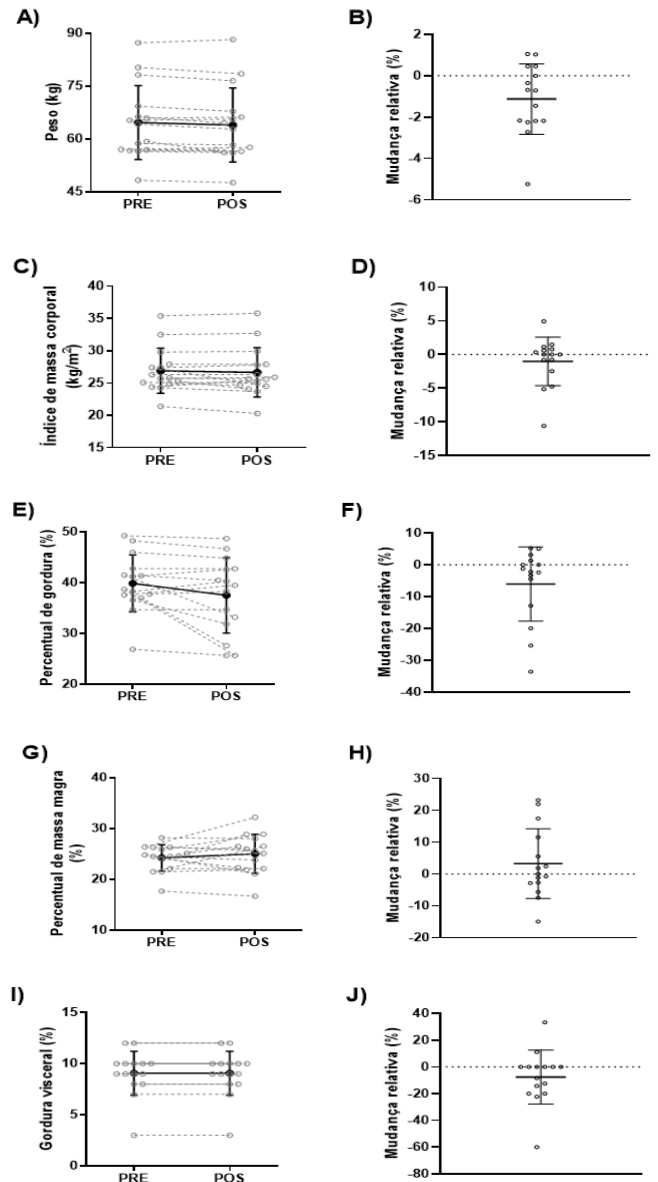 A)
Peso (kg)
90
75
60
45
PRE
POS
B)
Mudança relativa (%)
2
0
-2
-4
-6
C)
Índice de massa corporal
(kg/m²)
40
35
30
25
20
15
PRE
POS
D)
Mudança relativa (%)
10
5
0
-5
-10
-15
E)
Percentual de gordura (%)
50
40
30
20
PRE
POS
F)
Mudança relativa (%)
10
0
-10
-20
-30
-40
G)
Percentual de massa magra
(%)
40
30
20
10
PRE
POS
H)
Mudança relativa (%)
30
20
10
0
-10
-20
I)
Gordura visceral (%)
15
10
5
0
PRE
POS
J)
Mudança relativa (%)
40
20
0
-20
-40
-60
-80